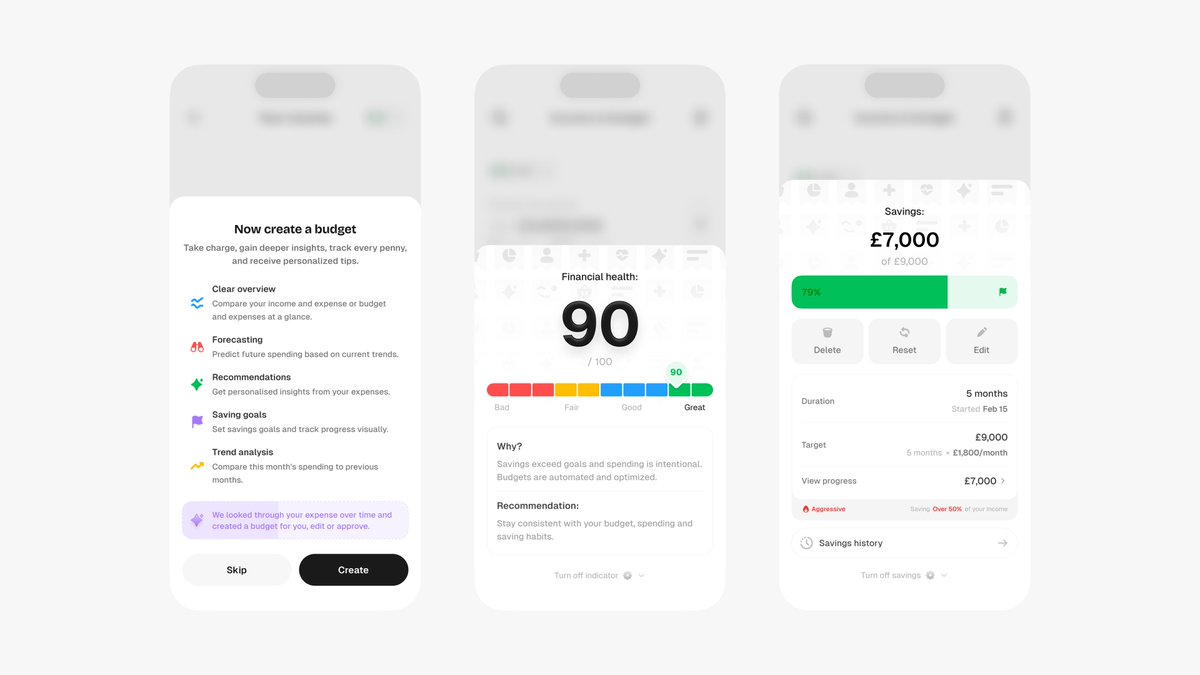 Now create a budget
Take charge, gain deeper insights, track every penny,
and receive personalized tips.
Clear overview
Compare your income and expense or budget
and expenses at a glance.
Forecasting
Predict future spending based on current trends.
Recommendations
Get personalised insights from your expenses.
Saving goals
Set savings goals and track progress visually.
Trend analysis
Compare this month's spending to previous
months.
We looked through your expense over time and
created a budget for you, edit or approve.
Skip
Create
Financial health:
90
/ 100
90
Bad
Fair
Good
Great
Why?
Savings exceed goals and spending is intentional.
Budgets are automated and optimized.
Recommendation:
Stay consistent with your budget, spending and
saving habits.
Turn off indicator
Savings:
£7,000
of £9,000
79%
Delete
Reset
Edit
Duration
5 months
Started Feb 15
Target
£9,000
5 months • £1,800/month
View progress
£7,000
Aggressive
Saving Over 50% of your income
Savings history
Turn off savings